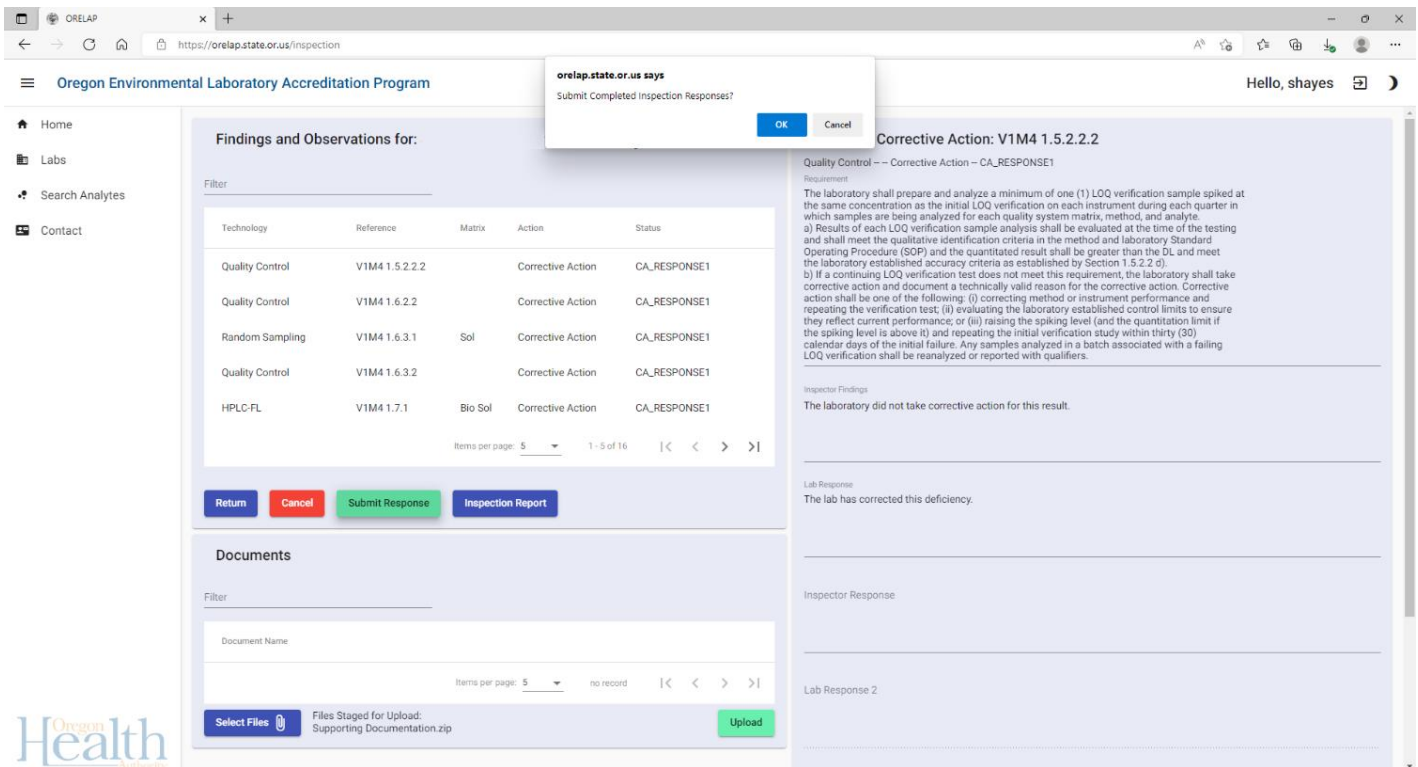 ORELAP
https://orelap.state.or.us/inspection
Oregon Environmental Laboratory Accreditation Program
Hello, shayes
orelap.state.or.us says
Submit Completed Inspection Responses?
OK Cancel
Home
Labs
Search Analytes
Contact
Findings and Observations for:
Filter
Technology Reference Matrix Action Status
Quality Control V1M4 1.5.2.2.2 Corrective Action CA_RESPONSE1
Quality Control V1M4 1.6.2.2 Corrective Action CA_RESPONSE1
Random Sampling V1M4 1.6.3.1 Sol Corrective Action CA_RESPONSE1
Quality Control V1M4 1.6.3.2 Corrective Action CA_RESPONSE1
HPLC-FL V1M4 1.7.1 Bio Sol Corrective Action CA_RESPONSE1
Items per page: 5 1 - 5 of 16
Return Cancel Submit Response Inspection Report
Documents
Filter
Document Name
Items per page: 5 no record
Select Files
Files Staged for Upload:
Supporting Documentation.zip
Upload
Oregon
Health
Authority
Corrective Action: V1M4 1.5.2.2.2
Quality Control – – Corrective Action – CA_RESPONSE1
Requirement
The laboratory shall prepare and analyze a minimum of one (1) LOQ verification sample spiked at
the same concentration as the initial LOQ verification on each instrument during each quarter in
which samples are being analyzed for each quality system matrix, method, and analyte.
a) Results of each LOQ verification sample analysis shall be evaluated at the time of the testing
and shall meet the qualitative identification criteria in the method and laboratory Standard
Operating Procedure (SOP) and the quantitated result shall be greater than the DL and meet
the laboratory established accuracy criteria as established by Section 1.5.2.2 d).
b) If a continuing LOQ verification test does not meet this requirement, the laboratory shall take
corrective action and document a technically valid reason for the corrective action. Corrective
action shall be one of the following: (i) correcting method or instrument performance and
repeating the verification test; (ii) evaluating the laboratory established control limits to ensure
they reflect current performance; or (iii) raising the spiking level (and the quantitation limit if
the spiking level is above it) and repeating the initial verification study within thirty (30)
calendar days of the initial failure. Any samples analyzed in a batch associated with a failing
LOQ verification shall be reanalyzed or reported with qualifiers.
Inspector Findings
The laboratory did not take corrective action for this result.
Lab Response
The lab has corrected this deficiency.
Inspector Response
Lab Response 2